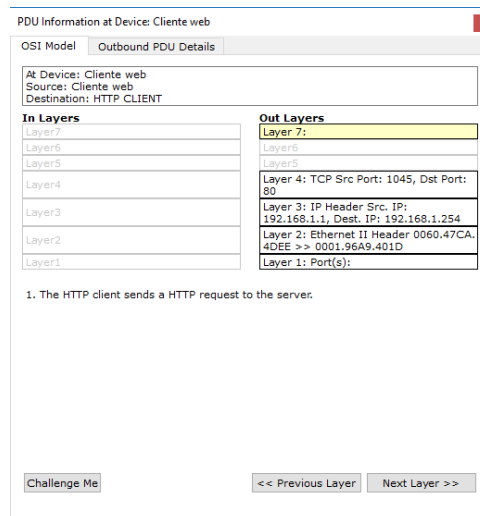 PDU Information at Device: Cliente web
OSI Model
Outbound PDU Details
At Device: Cliente web
Source: Cliente web
Destination: HTTP CLIENT
In Layers
Out Layers
Layer7
Layer 7:
Layer6
Layer6
Layer5
Layer5
Layer4
Layer 4: TCP Src Port: 1045, Dst Port:
80
Layer3
Layer 3: IP Header Src. IP:
192.168.1.1, Dest. IP: 192.168.1.254
Layer2
Layer 2: Ethernet II Header 0060.47CA.
4DEE >> 0001.96A9.401D
Layer1
Layer 1: Port(s):
1. The HTTP client sends a HTTP request to the server.
Challenge Me
<< Previous Layer
Next Layer >>